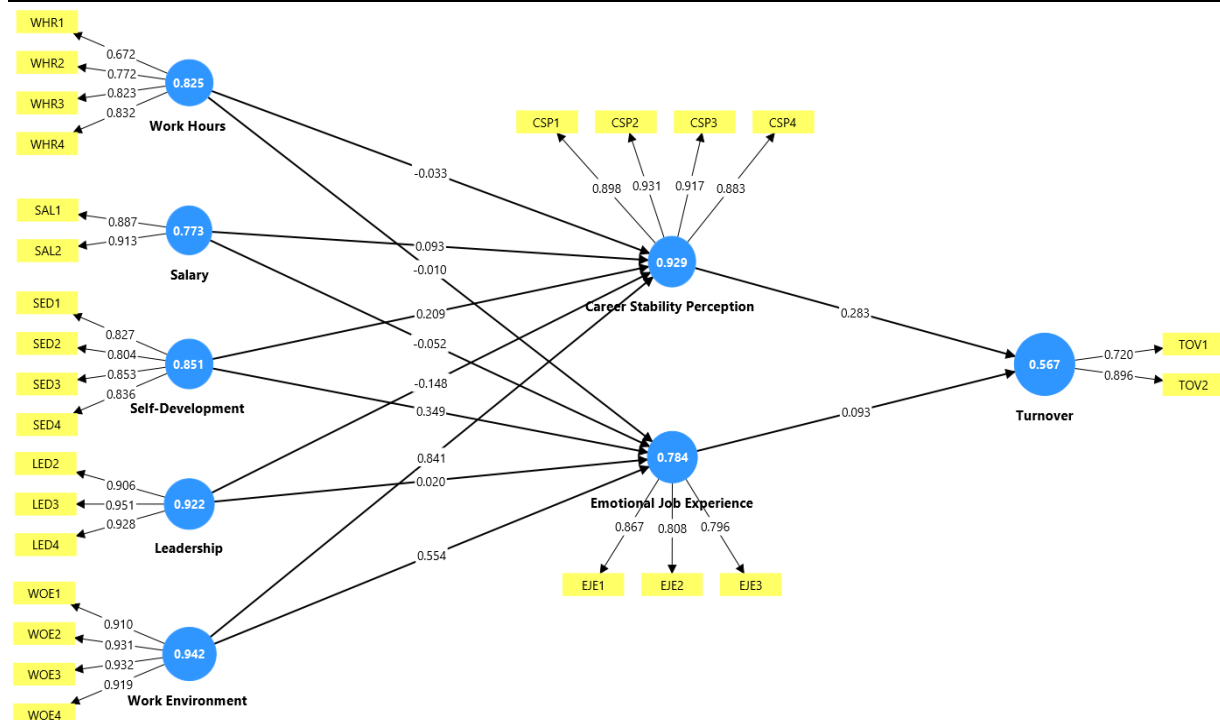 WHR1
WHR2
WHR3
WHR4
0.672
0.772
0.823
0.832
0.825
Work Hours
SAL1
SAL2
0.887
0.913
0.773
Salary
SED1
SED2
SED3
SED4
0.827
0.804
0.853
0.836
0.851
Self-Development
LED2
LED3
LED4
0.906
0.951
0.928
0.922
Leadership
WOE1
WOE2
WOE3
WOE4
0.910
0.931
0.932
0.919
0.942
Work Environment
-0.033
0.093
-0.010
0.209
-0.052
-0.148
0.349
0.841
0.020
0.554
CSP1
CSP2
CSP3
CSP4
0.898
0.931
0.917
0.883
0.929
Career Stability Perception
0.784
Emotional Job Experience
0.867
0.808
0.796
EJE1
EJE2
EJE3
0.283
0.093
0.567
Turnover
0.720
0.896
TOV1
TOV2